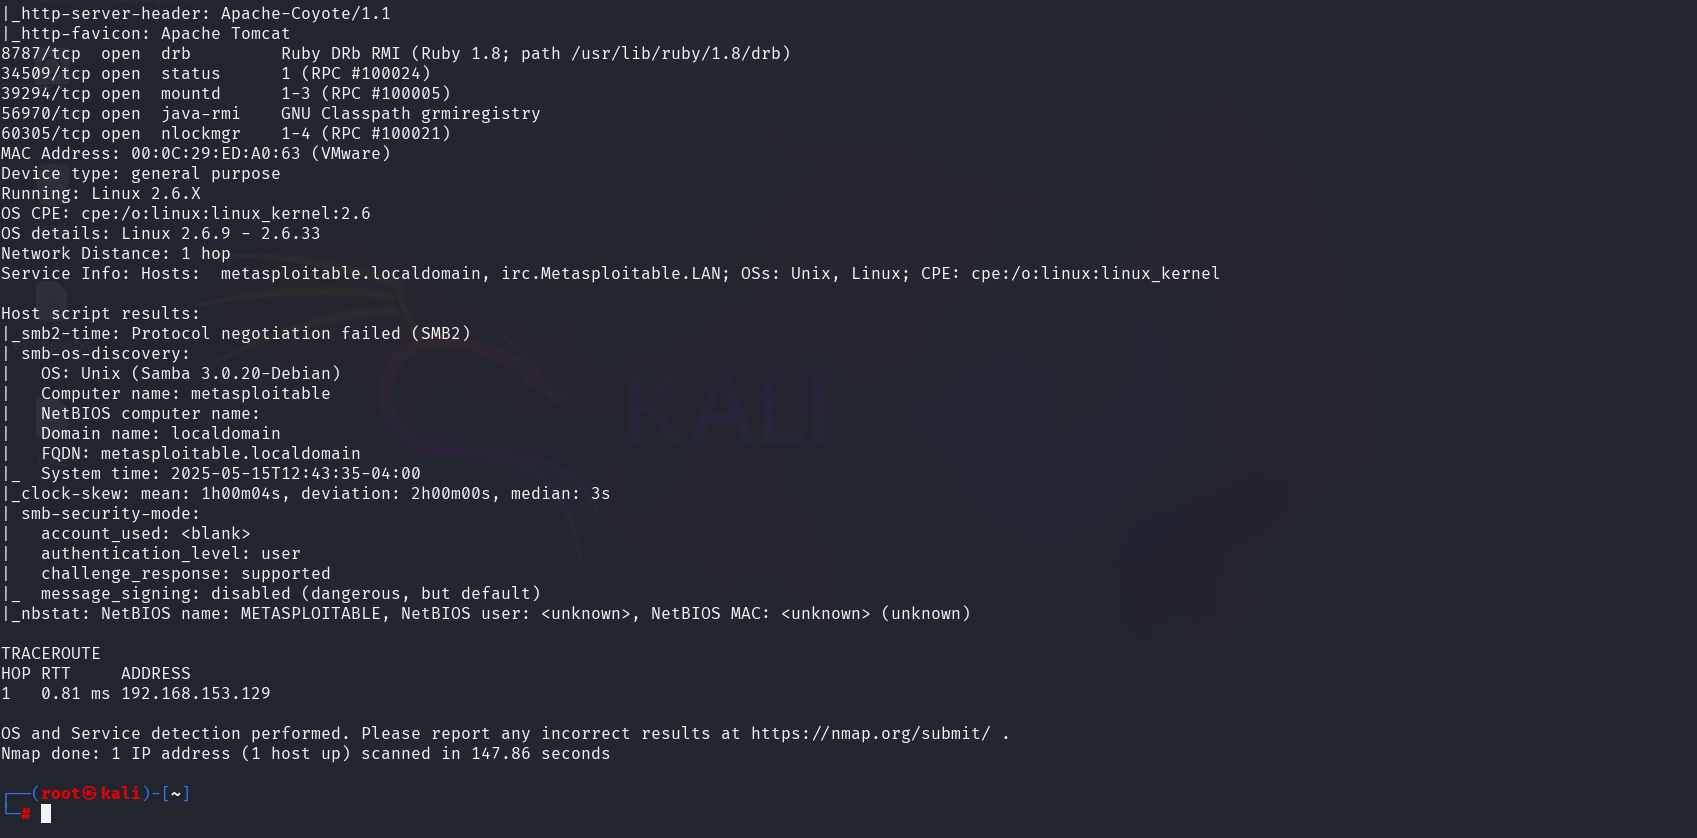 |_http-server-header: Apache-Coyote/1.1
|_http-favicon: Apache Tomcat
8787/tcp  open  drb         Ruby DRb RMI (Ruby 1.8; path /usr/lib/ruby/1.8/drb)
34509/tcp open  status      1 (RPC #100024)
39294/tcp open  mountd      1-3 (RPC #100005)
56970/tcp open  java-rmi    GNU Classpath grmiregistry
60305/tcp open  nlockmgr    1-4 (RPC #100021)
MAC Address: 00:0C:29:ED:A0:63 (VMware)
Device type: general purpose
Running: Linux 2.6.X
OS CPE: cpe:/o:linux:linux_kernel:2.6
OS details: Linux 2.6.9 - 2.6.33
Network Distance: 1 hop
Service Info: Hosts:  metasploitable.localdomain, irc.Metasploitable.LAN; OSs: Unix, Linux; CPE: cpe:/o:linux:linux_kernel

Host script results:
|_smb2-time: Protocol negotiation failed (SMB2)
| smb-os-discovery:
|   OS: Unix (Samba 3.0.20-Debian)
|   Computer name: metasploitable
|   NetBIOS computer name:
|   Domain name: localdomain
|   FQDN: metasploitable.localdomain
|_  System time: 2025-05-15T12:43:35-04:00
|_clock-skew: mean: 1h00m04s, deviation: 2h00m00s, median: 3s
| smb-security-mode:
|   account_used: <blank>
|   authentication_level: user
|   challenge_response: supported
|_  message_signing: disabled (dangerous, but default)
|_nbstat: NetBIOS name: METASPLOITABLE, NetBIOS user: <unknown>, NetBIOS MAC: <unknown> (unknown)

TRACEROUTE
HOP RTT     ADDRESS
1   0.81 ms 192.168.153.129

OS and Service detection performed. Please report any incorrect results at https://nmap.org/submit/ .
Nmap done: 1 IP address (1 host up) scanned in 147.86 seconds

┌──(root㉿kali)-[~]
└─#
KALI